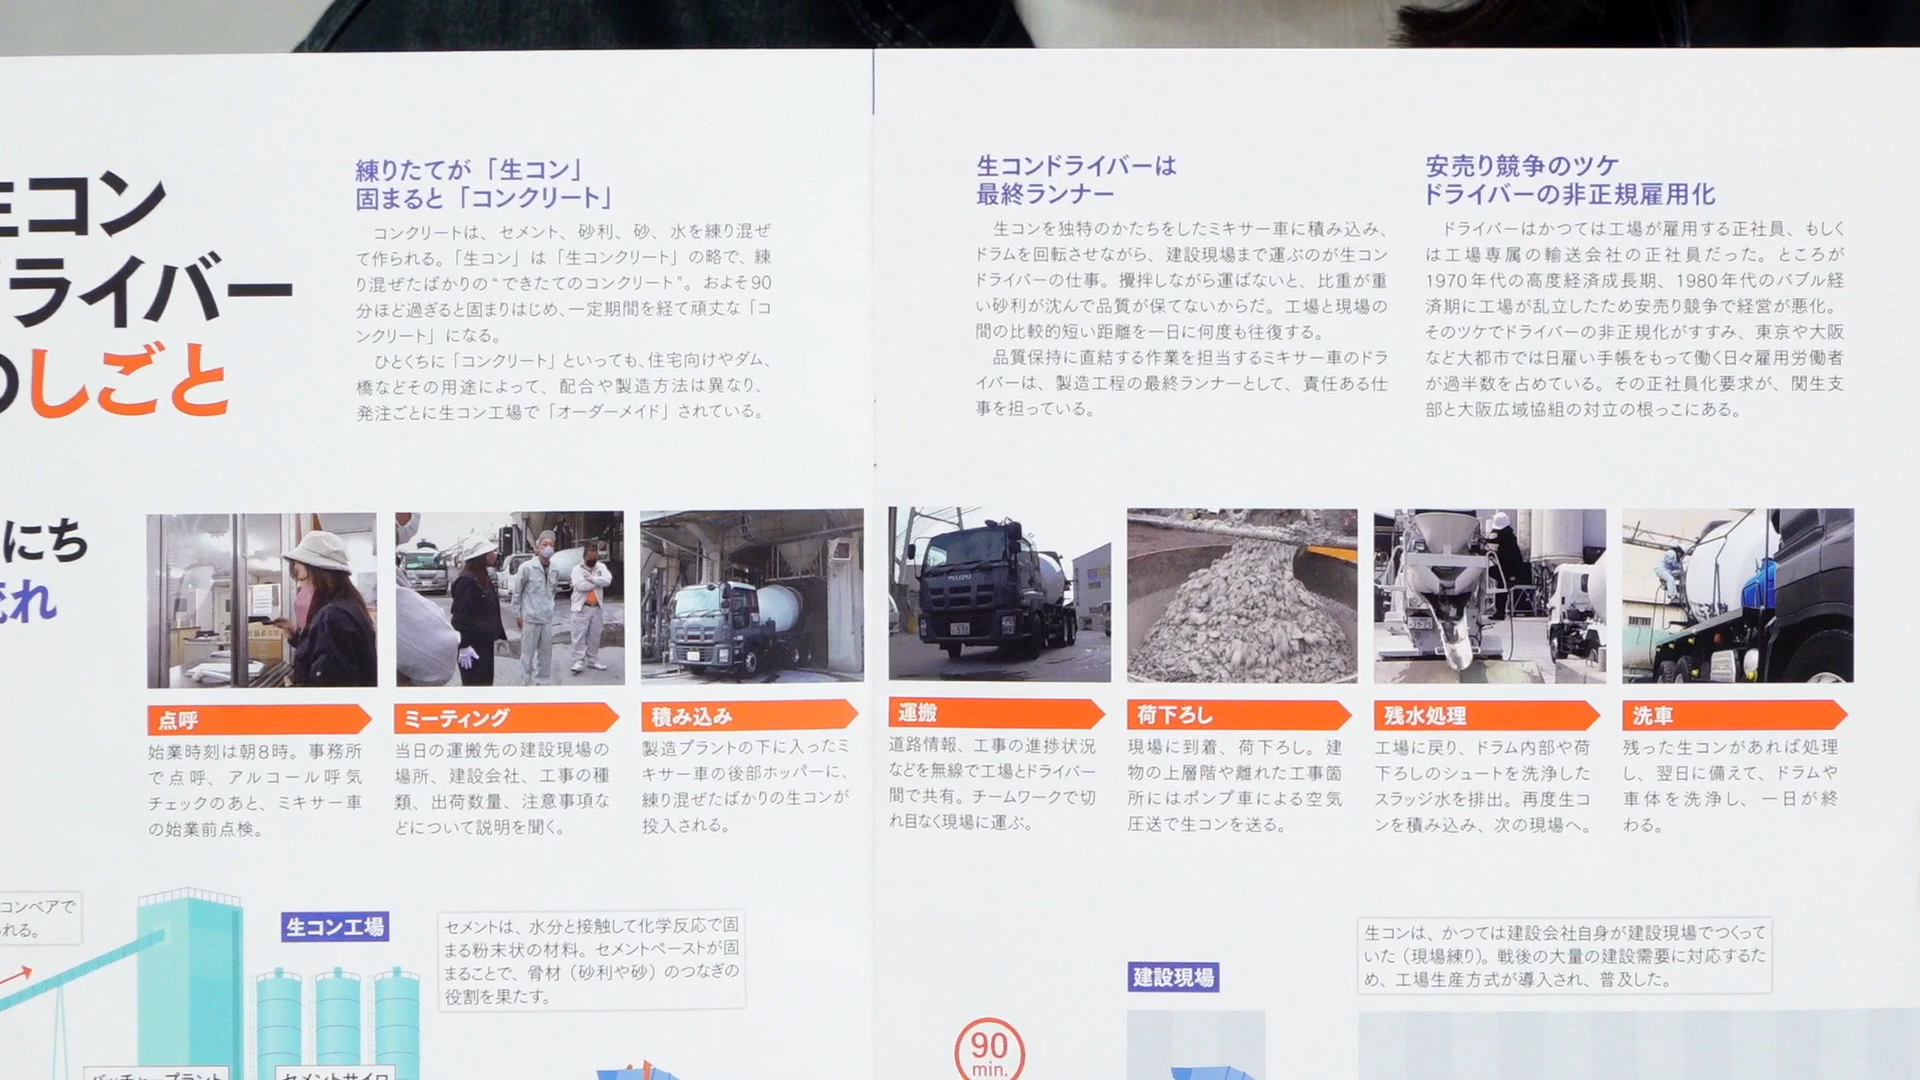 生コン
ライバー
のしごと
練りたてが「生コン」
固まると「コンクリート」
コンクリートは、セメント、砂利、砂、水を練り混ぜ
て作られる。「生コン」は「生コンクリート」の略で、練
り混ぜたばかりの“できたてのコンクリート”。およそ90
分ほど過ぎると固まりはじめ、一定期間を経て頑丈な「コ
ンクリート」になる。
ひとくちに「コンクリート」といっても、住宅向けやダム、
橋などその用途によって、配合や製造方法は異なり、
発注ごとに生コン工場で「オーダーメイド」されている。
生コンドライバーは
最終ランナー
生コンを独特のかたちをしたミキサー車に積み込み、
ドラムを回転させながら、建設現場まで運ぶのが生コン
ドライバーの仕事。攪拌しながら運ばないと、比重が重
い砂利が沈んで品質が保てないからだ。工場と現場の
間の比較的短い距離を一日に何度も往復する。
品質保持に直結する作業を担当するミキサー車のドラ
イバーは、製造工程の最終ランナーとして、責任ある仕
事を担っている。
安売り競争のツケ
ドライバーの非正規雇用化
ドライバーはかつては工場が雇用する正社員、もしく
は工場専属の輸送会社の正社員だった。ところが
1970年代の高度経済成長期、1980年代のバブル経
済期に工場が乱立したため安売り競争で経営が悪化。
そのツケでドライバーの非正規化がすすみ、東京や大阪
など大都市では日雇い手帳をもって働く日々雇用労働者
が過半数を占めている。その正社員化要求が、関生支
部と大阪広域協組の対立の根っこにある。
にち
流れ
点呼
始業時刻は朝8時。事務所
で点呼、アルコール呼気
チェックのあと、ミキサー車
の始業前点検。
ミーティング
当日の運搬先の建設現場の
場所、建設会社、工事の種
類、出荷数量、注意事項な
どについて説明を聞く。
積み込み
製造プラントの下に入ったミ
キサー車の後部ホッパーに、
練り混ぜたばかりの生コンが
投入される。
運搬
道路情報、工事の進捗状況
などを無線で工場とドライバー
間で共有。チームワークで切
れ目なく現場に運ぶ。
荷下ろし
現場に到着、荷下ろし。建
物の上層階や離れた工事箇
所にはポンプ車による空気
圧送で生コンを送る。
残水処理
工場に戻り、ドラム内部や荷
下ろしのシュートを洗浄した
スラッジ水を排出。再度生コ
ンを積み込み、次の現場へ。
洗車
残った生コンがあれば処理
し、翌日に備えて、ドラムや
車体を洗浄し、一日が終
わる。
コンベアで
れる。
生コン工場
セメントは、水分と接触して化学反応で固
まる粉末状の材料。セメントペーストが固
まることで、骨材（砂利や砂）のつなぎの
役割を果たす。
バッチャープラント
セメントサイロ
90
min.
建設現場
生コンは、かつては建設会社自身が建設現場でつくって
いた（現場練り）。戦後の大量の建設需要に対応するた
め、工場生産方式が導入され、普及した。